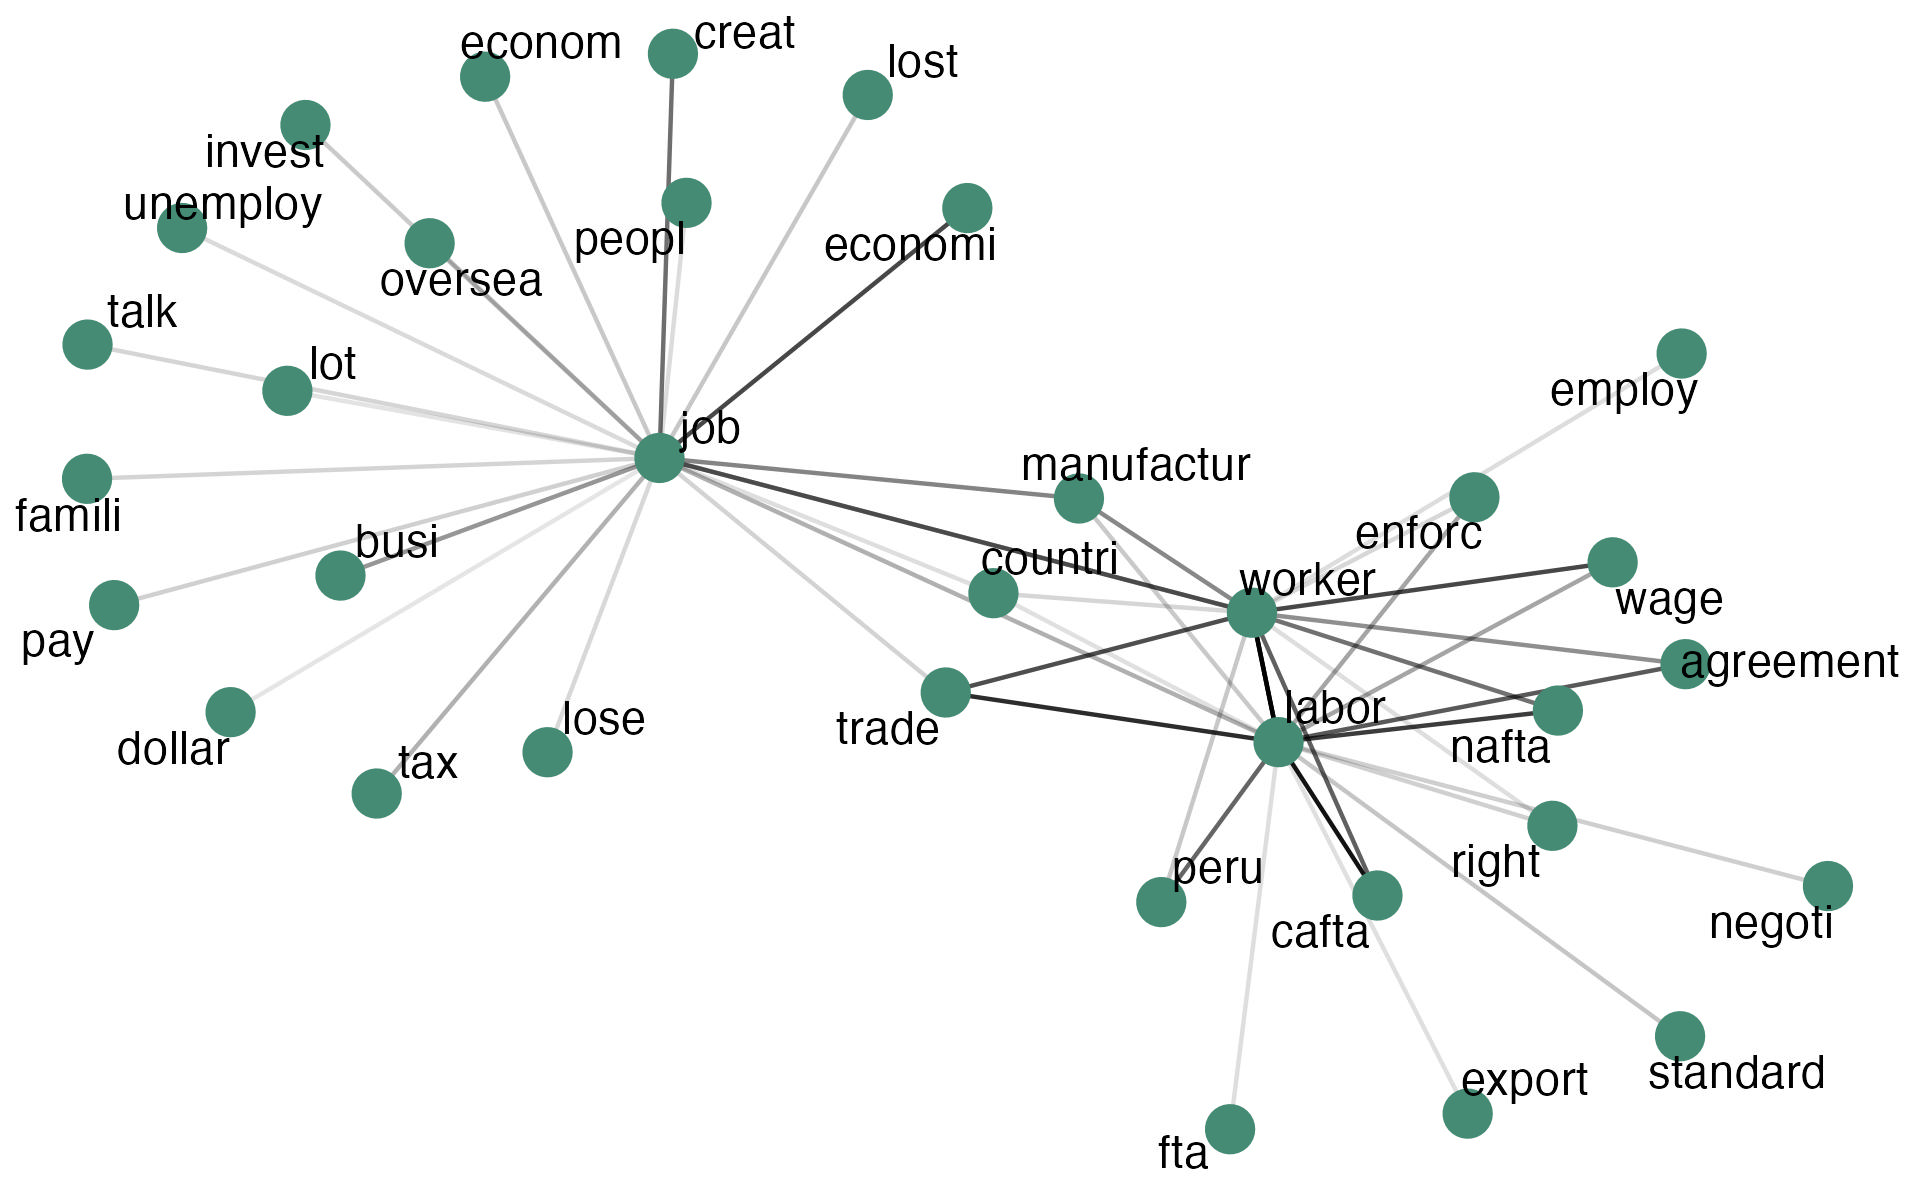 creat
econom
lost
invest
unemploy
peopl
economi
oversea
talk
lot
employ
job
manufactur
famili
enforc
busi
countri
worker
wage
pay
agreement
labor
lose
trade
nafta
dollar
tax
right
peru
negoti
cafta
standard
export
fta